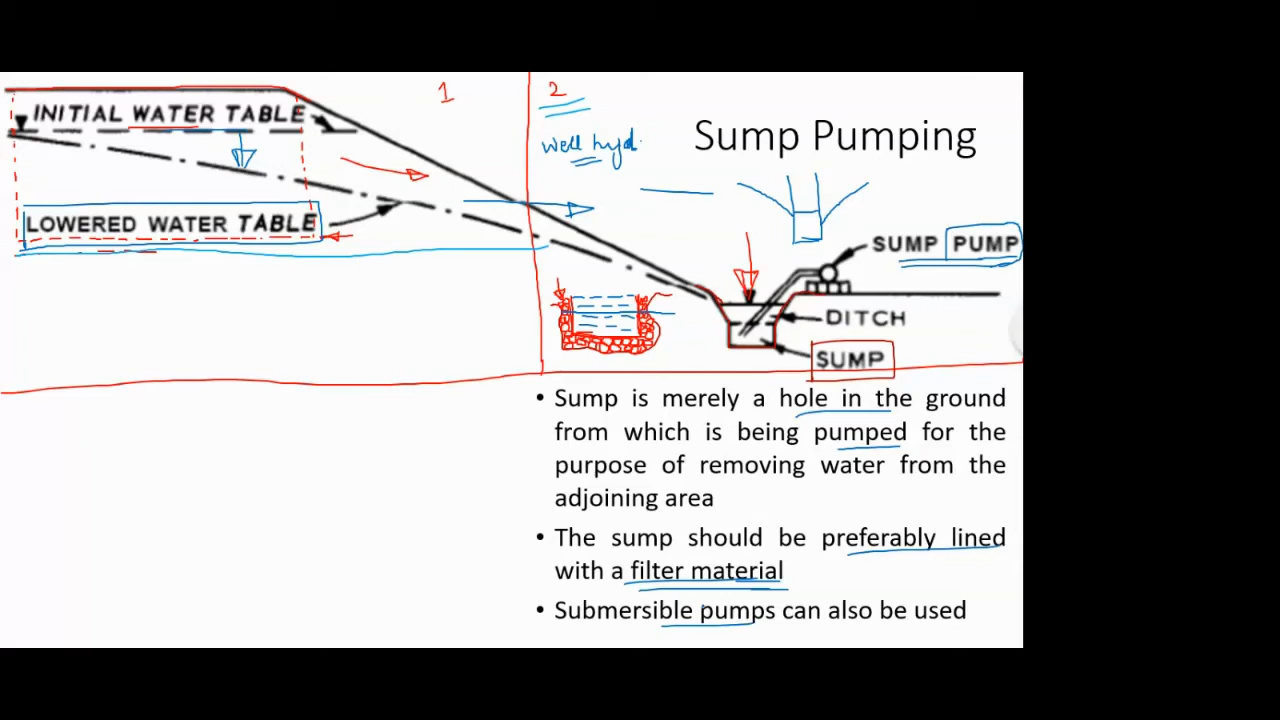 1
2
INITIAL WATER TABLE
well hyd.
Sump Pumping
LOWERED WATER TABLE
SUMP PUMP
DITCH
SUMP
• Sump is merely a hole in the ground
from which is being pumped for the
purpose of removing water from the
adjoining area
• The sump should be preferably lined
with a filter material
• Submersible pumps can also be used